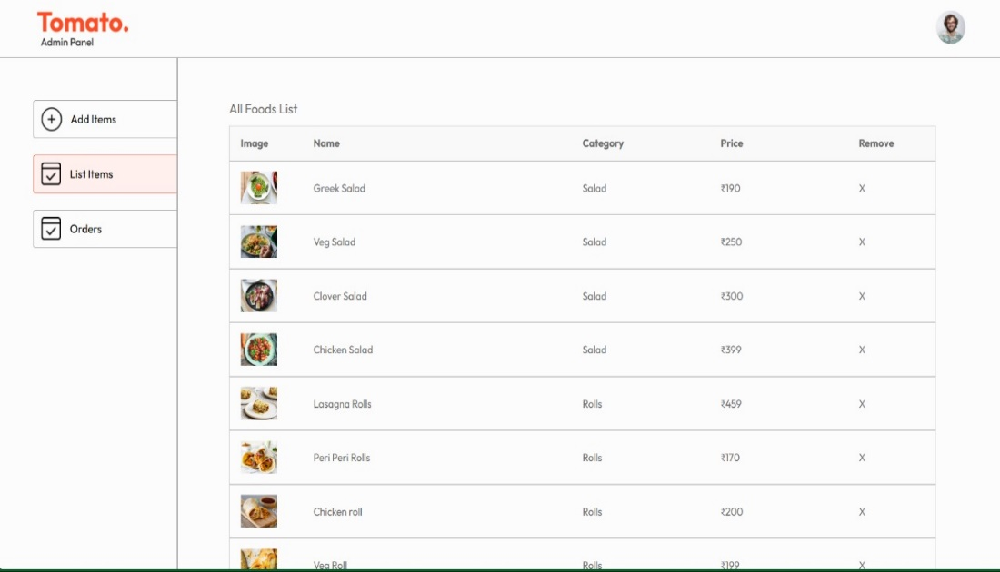 Tomato.
Admin Panel
Add Items
List Items
Orders
All Foods List
Image Name Category Price Remove
Greek Salad Salad ₹190 X
Veg Salad Salad ₹250 X
Clover Salad Salad ₹300 X
Chicken Salad Salad ₹399 X
Lasagna Rolls Rolls ₹459 X
Peri Peri Rolls Rolls ₹170 X
Chicken roll Rolls ₹200 X
Veg Roll Rolls ₹199 X